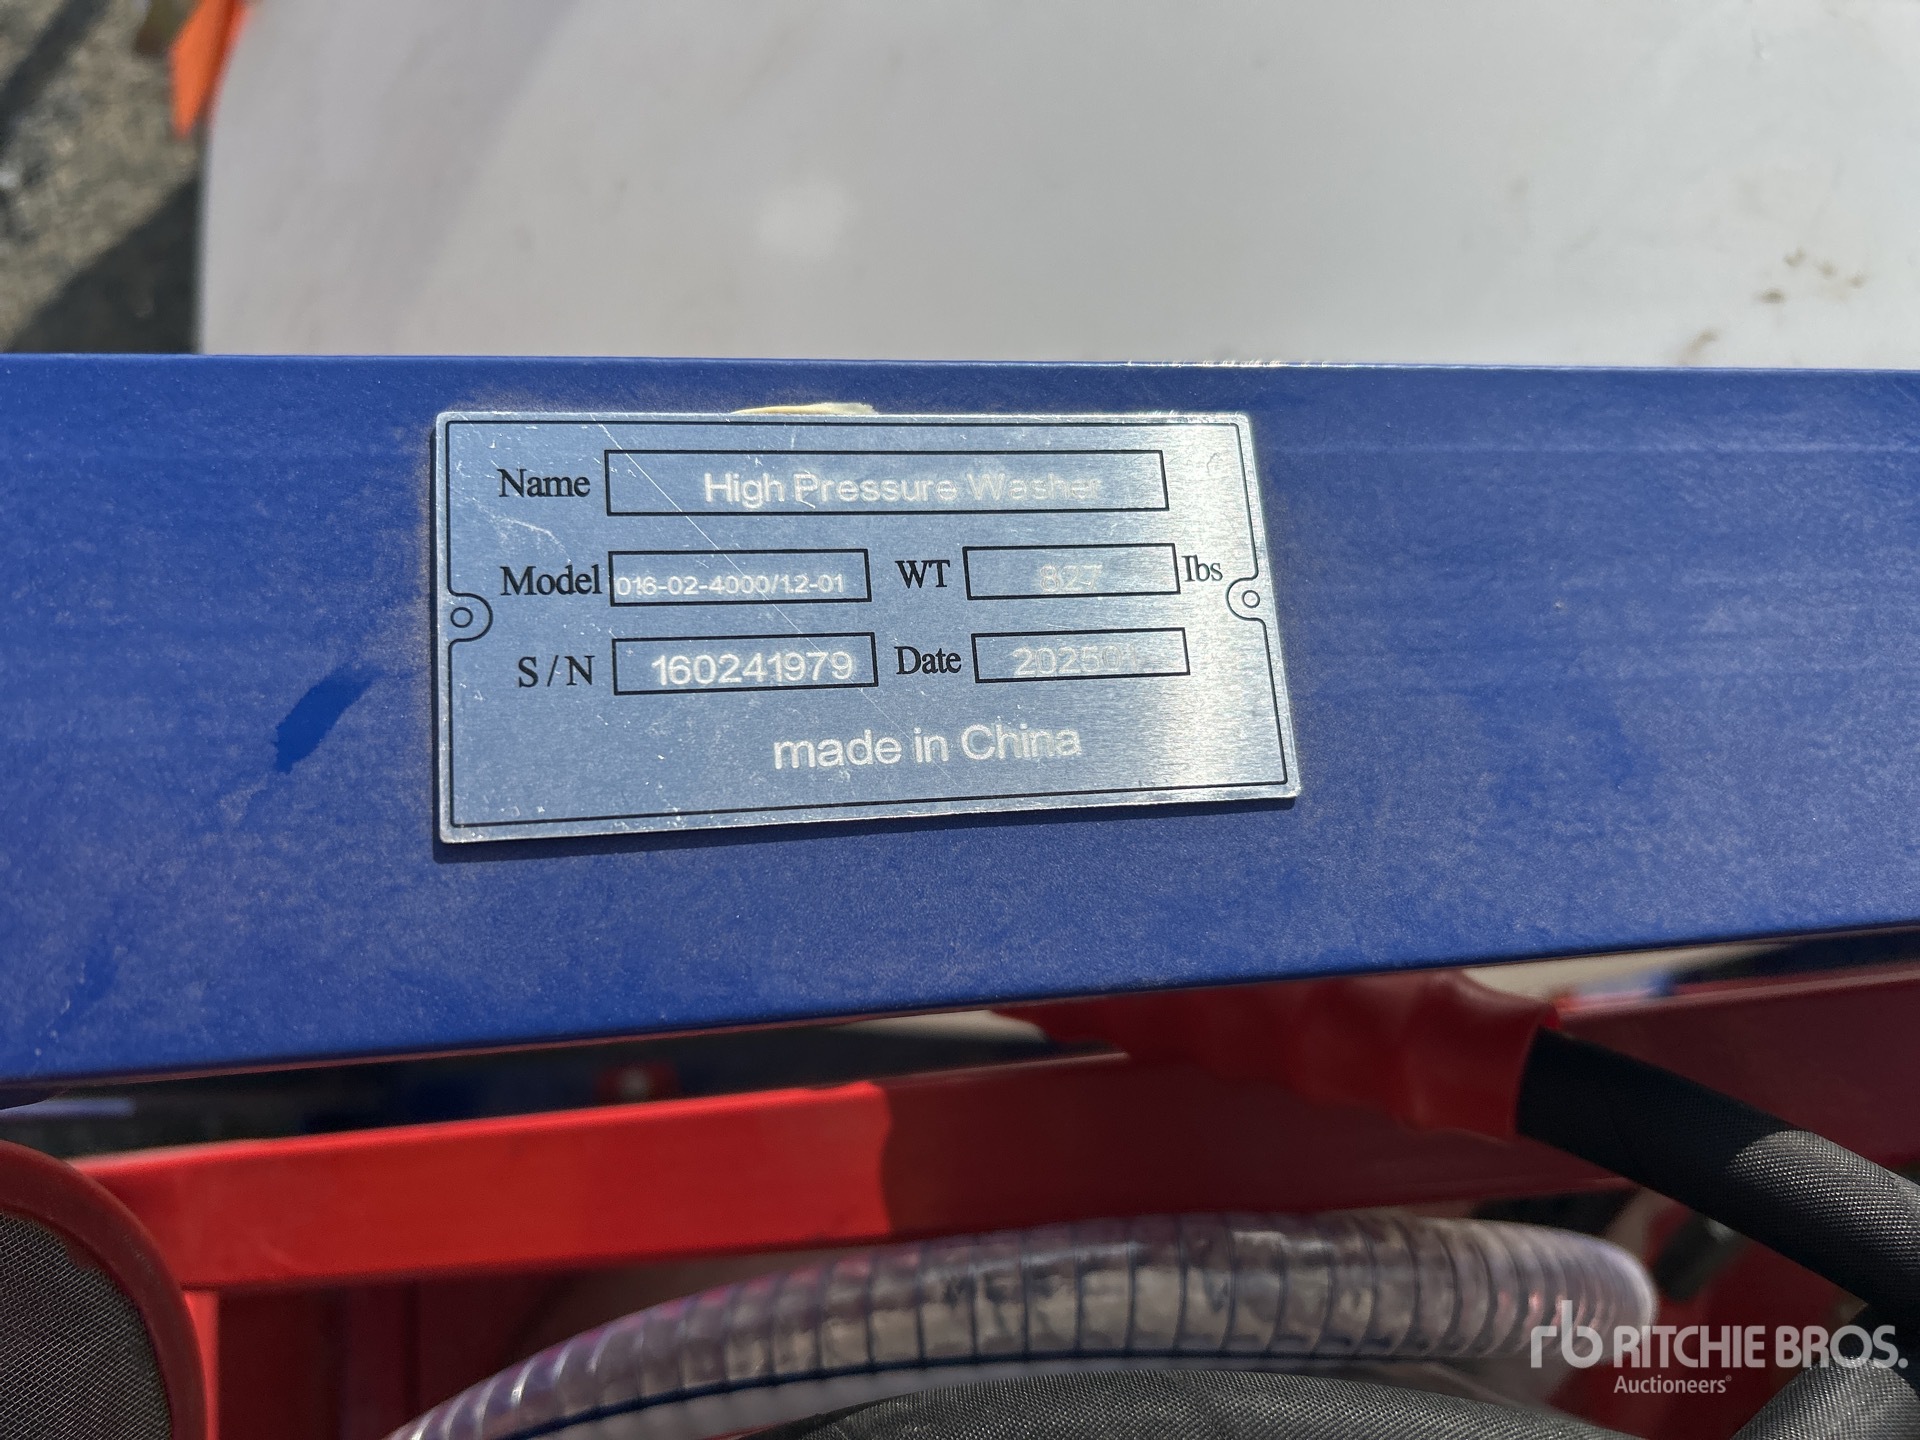 Name High Pressure Washer
Model 016-02-4000/1.2-01 WT 827 lbs
S/N 160241979 Date
made in China
rb RITCHIE BROS.
Auctioneers®